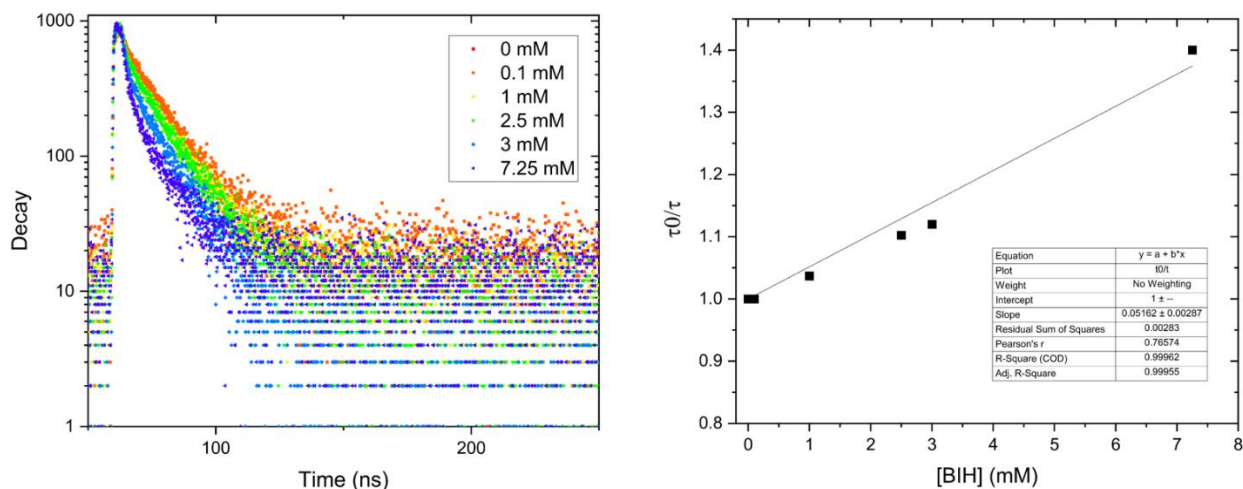 1000
100
10
1
Decay
100
200
Time (ns)
0 mM
0.1 mM
1 mM
2.5 mM
3 mM
7.25 mM
1.4
1.3
1.2
1.1
1.0
0.9
0.8
τ0/τ
0 1 2 3 4 5 6 7 8
[BIH] (mM)
Equation y = a + b*x
Plot t0/t
Weight No Weighting
Intercept 1 ± --
Slope 0.05162 ± 0.00287
Residual Sum of Squares 0.00283
Pearson's r 0.76574
R-Square (COD) 0.99962
Adj. R-Square 0.99955